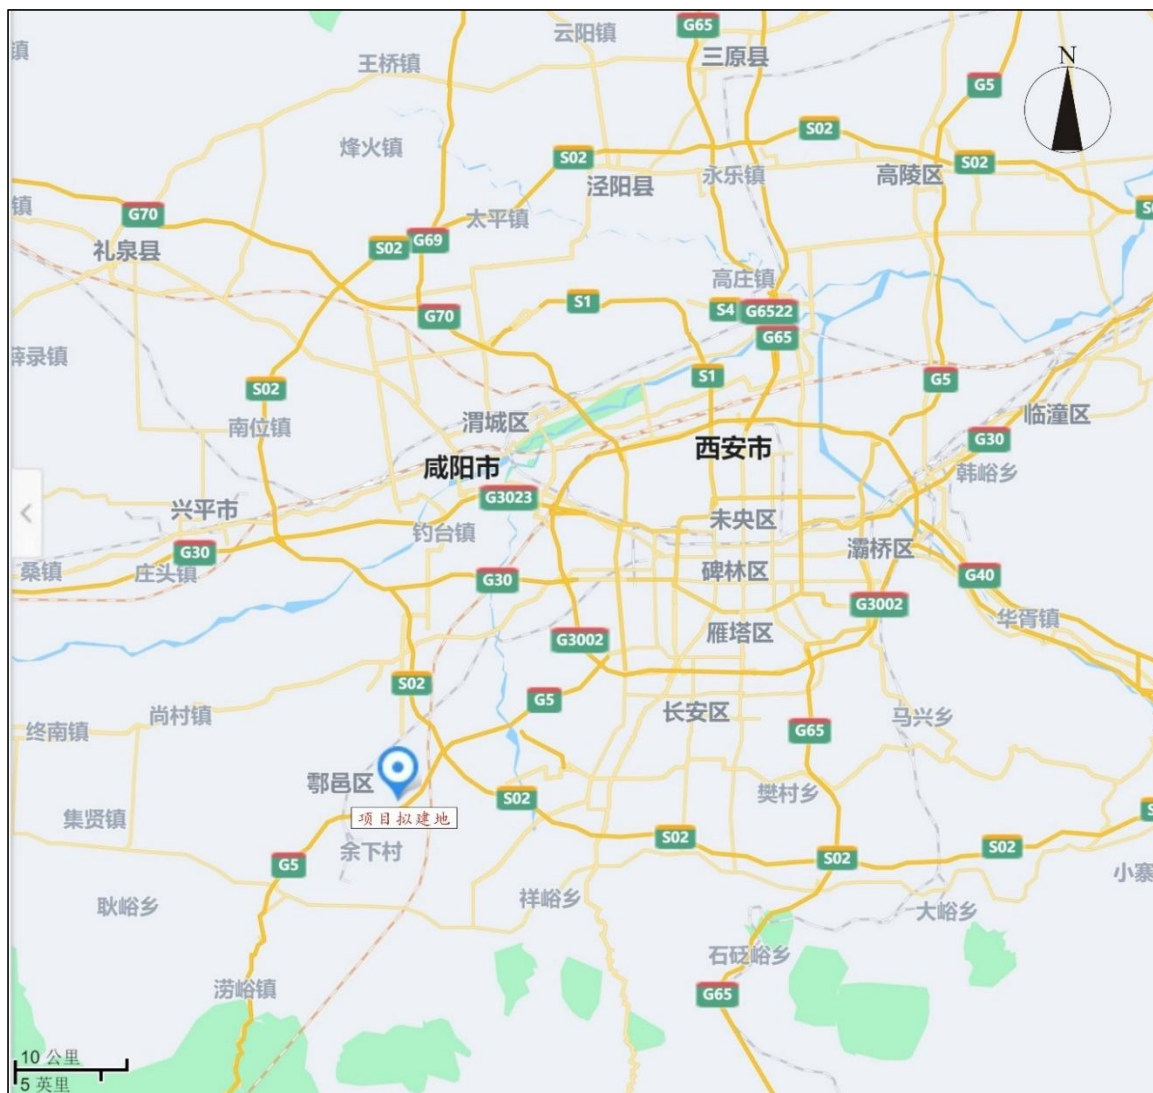 云阳镇
G65
三原县
N
王桥镇
镇
G5
S02
烽火镇
S02
泾阳县
永乐镇
高陵区
S02
镇
G70
太平镇
礼泉县
S02
G69
高庄镇
S1
S4
G6522
G70
G65
薛录镇
S1
G5
S02
南位镇
渭城区
临潼区
西安市
G30
咸阳市
韩峪乡
G3023
兴平市
未央区
钓台镇
灞桥区
G30
桑镇
庄头镇
G30
碑林区
G40
G3002
华胥镇
G3002
雁塔区
S02
G5
尚村镇
长安区
马兴乡
终南镇
G65
鄠邑区
S02
樊村乡
项目拟建地
集贤镇
S02
S02
S02
余下村
G5
小寨
耿峪乡
祥峪乡
大峪乡
石砭峪乡
涝峪镇
G65
10 公里
5 英里